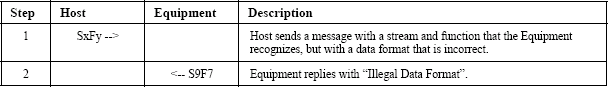 Step Host Equipment Description
1 SxFy --> Host sends a message with a stream and function that the Equipment
recognizes, but with a data format that is incorrect.
2 <-- S9F7 Equipment replies with “Illegal Data Format”.